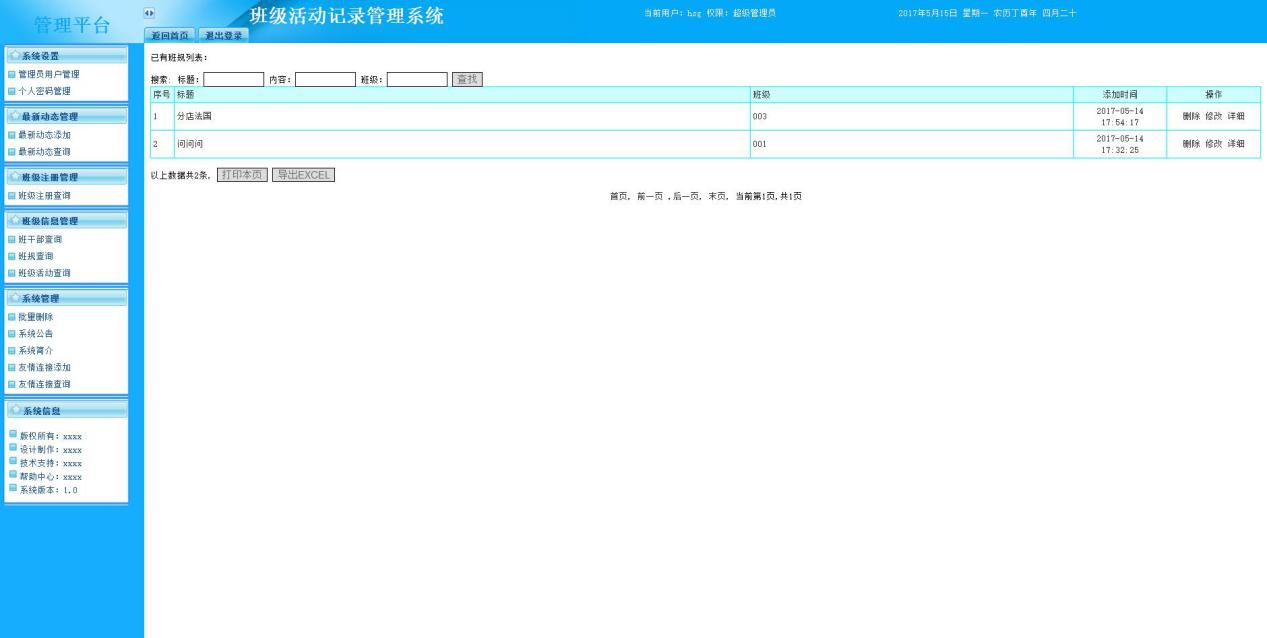 管理平台
班级活动记录管理系统
当前用户: hsg 权限: 超级管理员
2017年5月15日 星期一 农历丁酉年 四月二十
返回首页 退出登录
系统设置
管理员用户管理
个人密码管理
最新动态管理
最新动态添加
最新动态查询
班级注册管理
班级注册查询
班级信息管理
班干部查询
班规查询
班级活动查询
系统管理
批量删除
系统公告
系统简介
友情连接添加
友情连接查询
系统信息
版权所有: xxxx
设计制作: xxxx
技术支持: xxxx
帮助中心: xxxx
系统版本: 1.0
已有班规列表:
搜索: 标题: 内容: 班级: 查找
序号 标题 班级 添加时间 操作
1 分店法国 003 2017-05-14 17:54:17 删除 修改 详细
2 问问问 001 2017-05-14 17:32:25 删除 修改 详细
以上数据共2条, 打印本页 导出EXCEL
首页, 前一页 ,后一页, 末页, 当前第1页,共1页